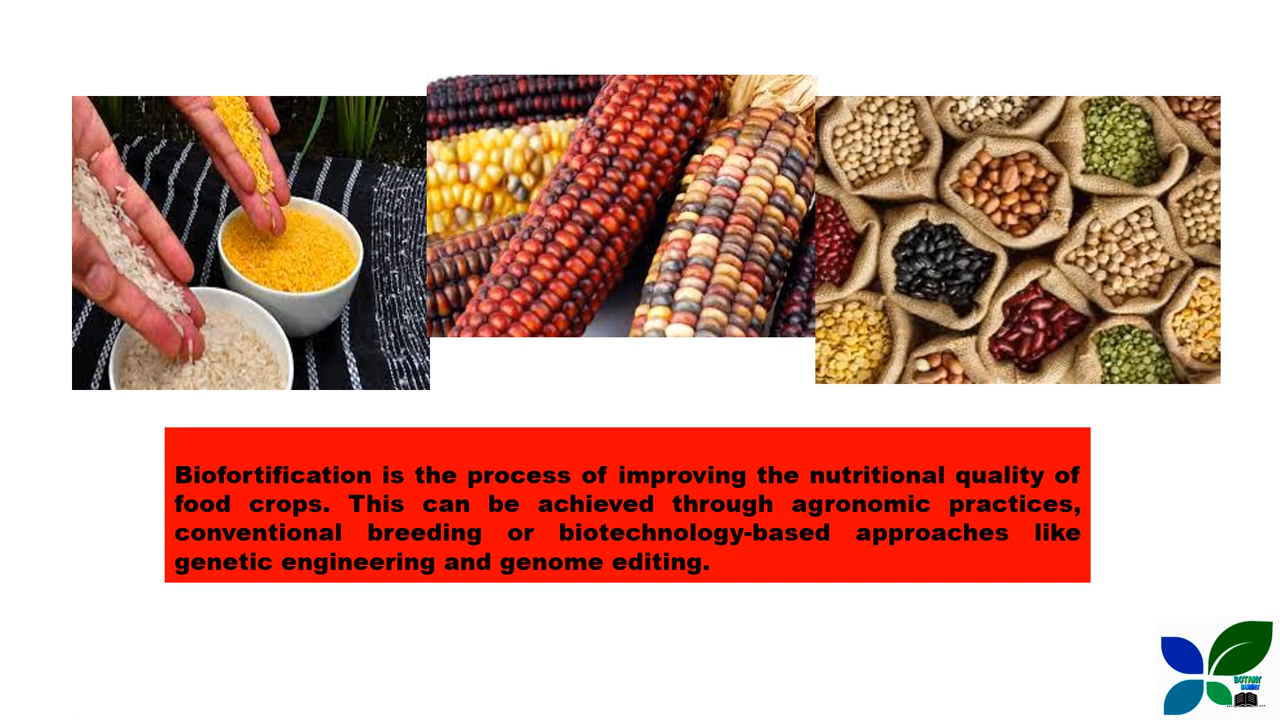 Biofortification is the process of improving the nutritional quality of
food crops. This can be achieved through agronomic practices,
conventional breeding or biotechnology-based approaches like
genetic engineering and genome editing.
BOTANY